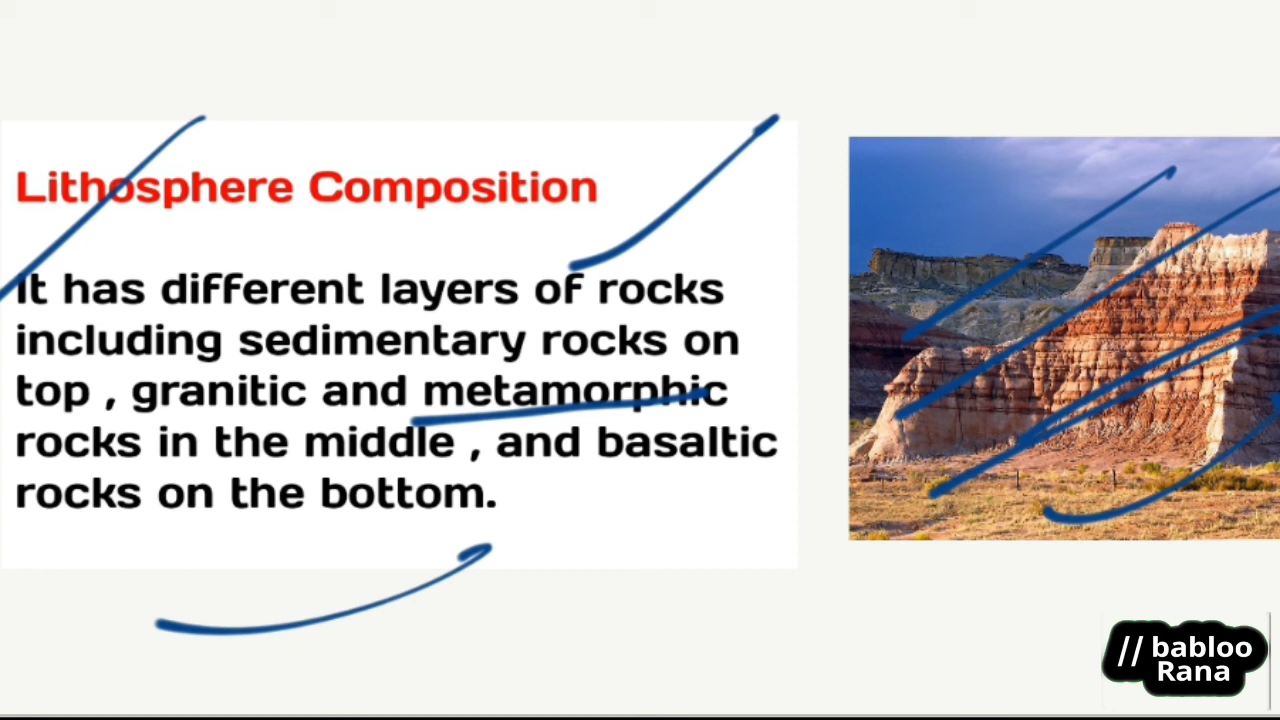 Lithosphere Composition
It has different layers of rocks
including sedimentary rocks on
top , granitic and metamorphic
rocks in the middle , and basaltic
rocks on the bottom.
// babloo
Rana